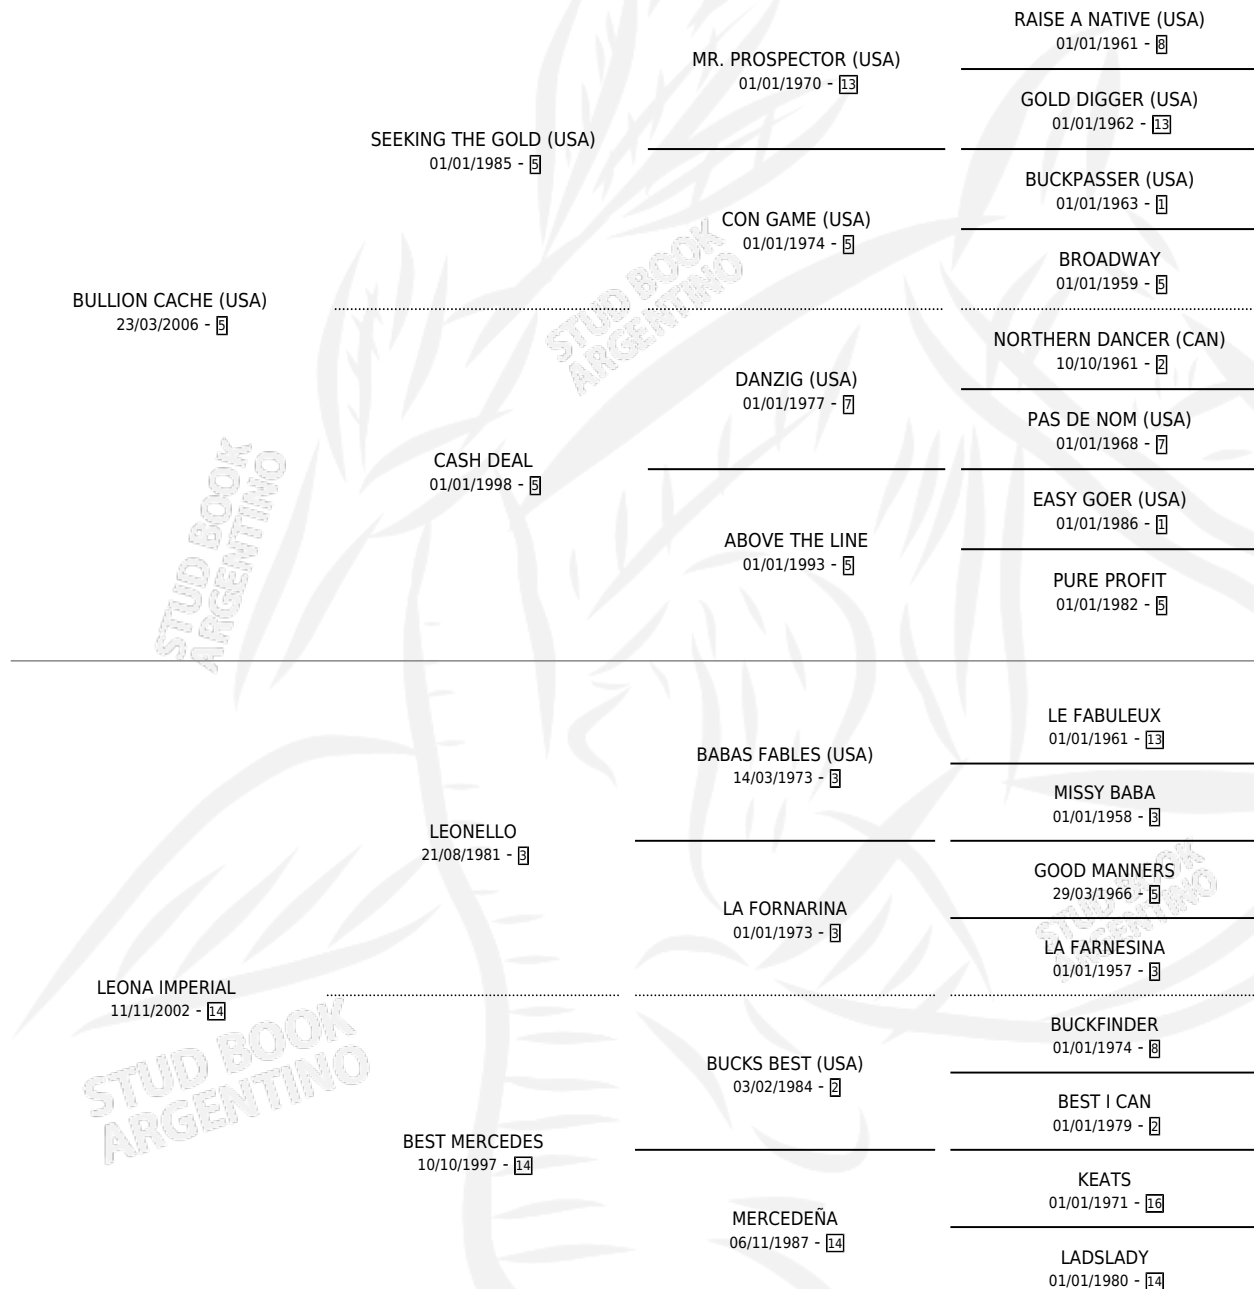 RAISE A NATIVE (USA)
01/01/1961 - 8
MR. PROSPECTOR (USA)
01/01/1970 - 13
GOLD DIGGER (USA)
01/01/1962 - 13
SEEKING THE GOLD (USA)
01/01/1985 - 5
BUCKPASSER (USA)
01/01/1963 - 1
CON GAME (USA)
01/01/1974 - 5
BROADWAY
01/01/1959 - 5
BULLION CACHE (USA)
23/03/2006 - 5
NORTHERN DANCER (CAN)
10/10/1961 - 2
DANZIG (USA)
01/01/1977 - 7
PAS DE NOM (USA)
01/01/1968 - 7
CASH DEAL
01/01/1998 - 5
EASY GOER (USA)
01/01/1986 - 1
ABOVE THE LINE
01/01/1993 - 5
PURE PROFIT
01/01/1982 - 5
STUD BOOK
ARGENTINO
STUD BOOK
ARGENTINO
LE FABULEUX
01/01/1961 - 13
BABAS FABLES (USA)
14/03/1973 - 3
MISSY BABA
01/01/1958 - 3
LEONELLO
21/08/1981 - 3
GOOD MANNERS
29/03/1966 - 5
LA FORNARINA
01/01/1973 - 3
LA FARNESINA
01/01/1957 - 3
STUD BOOK
ARGENTINO
LEONA IMPERIAL
11/11/2002 - 14
BUCKFINDER
01/01/1974 - 8
BUCKS BEST (USA)
03/02/1984 - 2
BEST I CAN
01/01/1979 - 2
STUD BOOK
ARGENTINO
BEST MERCEDES
10/10/1997 - 14
KEATS
01/01/1971 - 16
MERCEDEÑA
06/11/1987 - 14
LADSLADY
01/01/1980 - 14